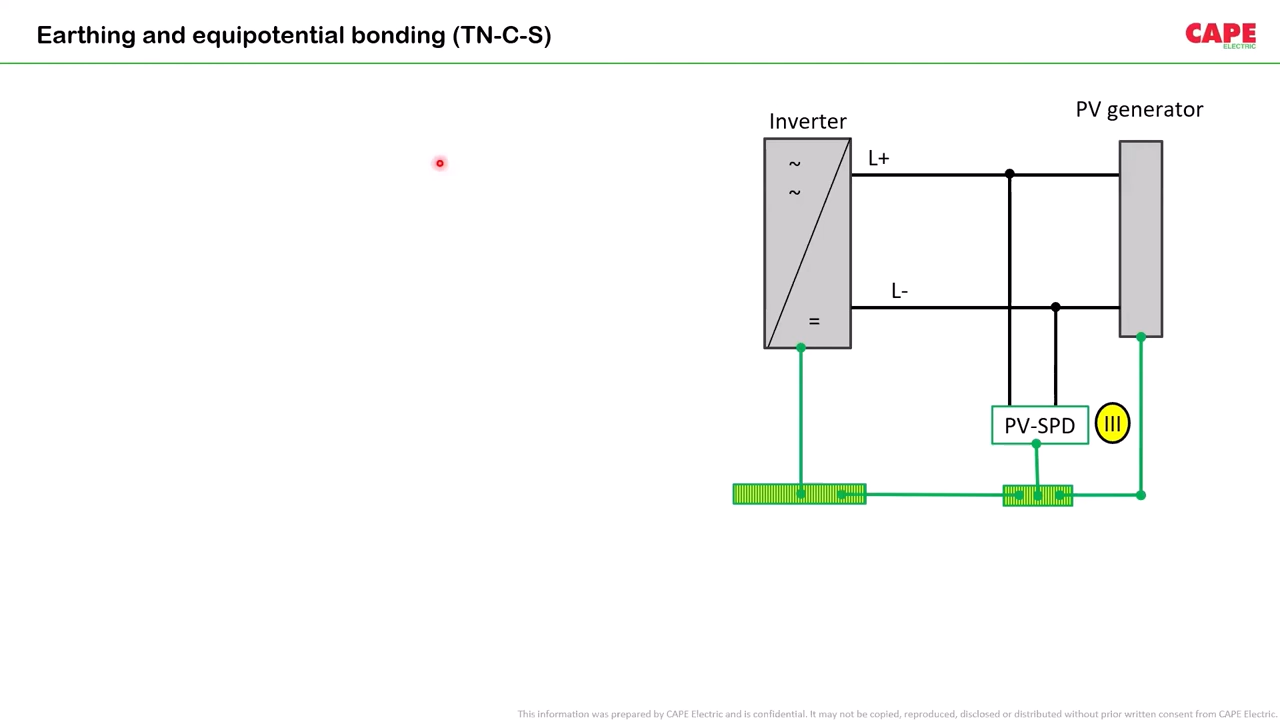 Earthing and equipotential bonding (TN-C-S)
CAPE
ELECTRIC
PV generator
Inverter
~
~
L+
L-
=
PV-SPD
III
This information was prepared by CAPE Electric and is confidential. It may not be copied, reproduced, disclosed or distributed without prior written consent from CAPE Electric.